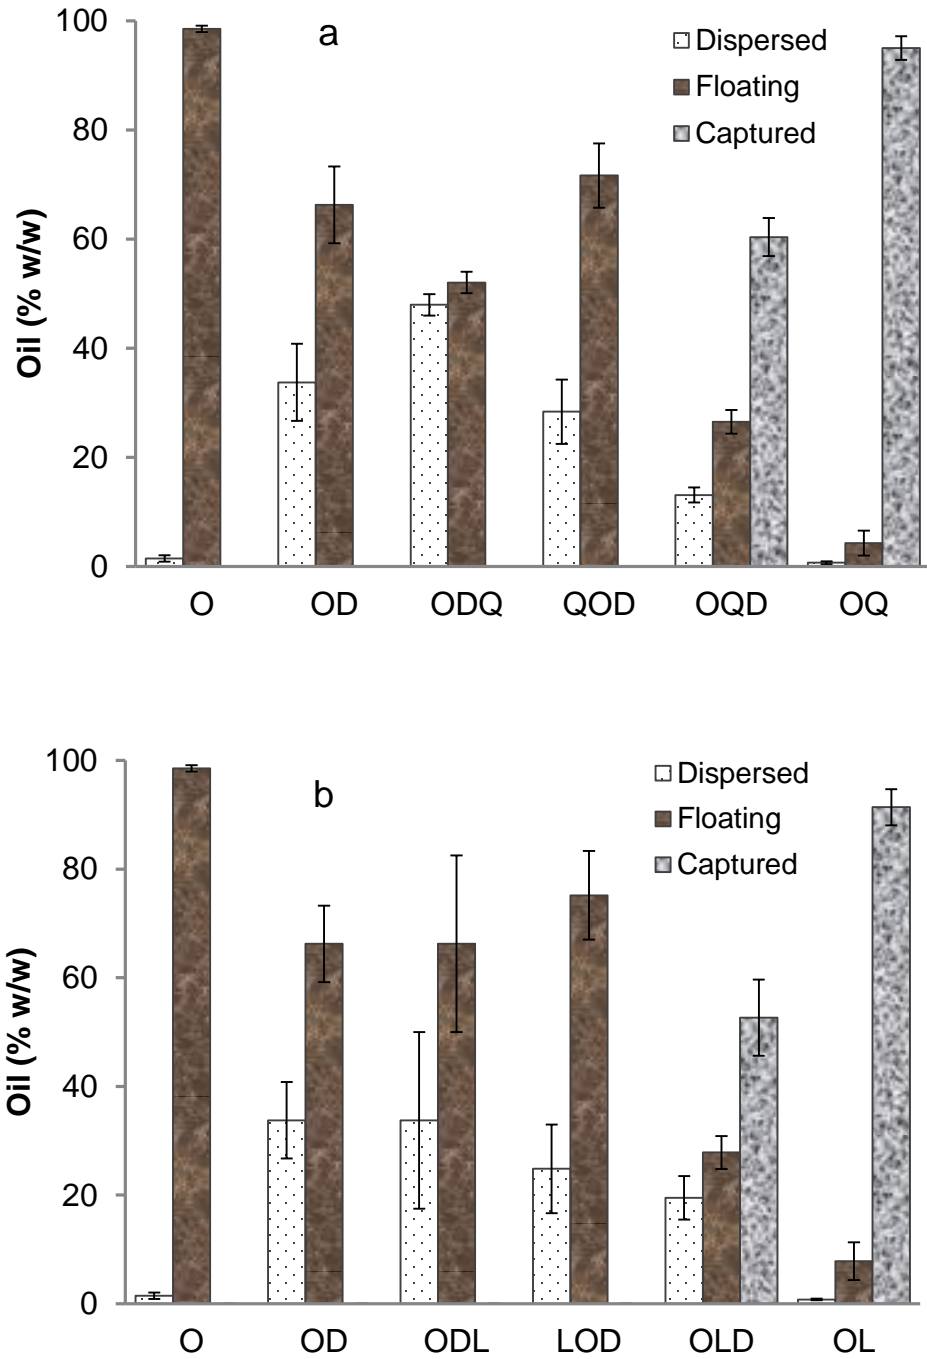 100
80
60
40
20
0
Oil (% w/w)
a
Dispersed
Floating
Captured
O OD ODQ QOD OQD OQ
100
80
60
40
20
0
Oil (% w/w)
b
Dispersed
Floating
Captured
O OD ODL LOD OLD OL